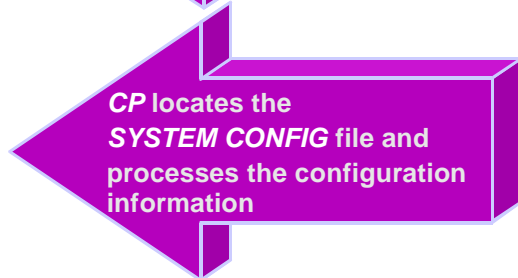 CP locates the
SYSTEM CONFIG file and
processes the configuration
information